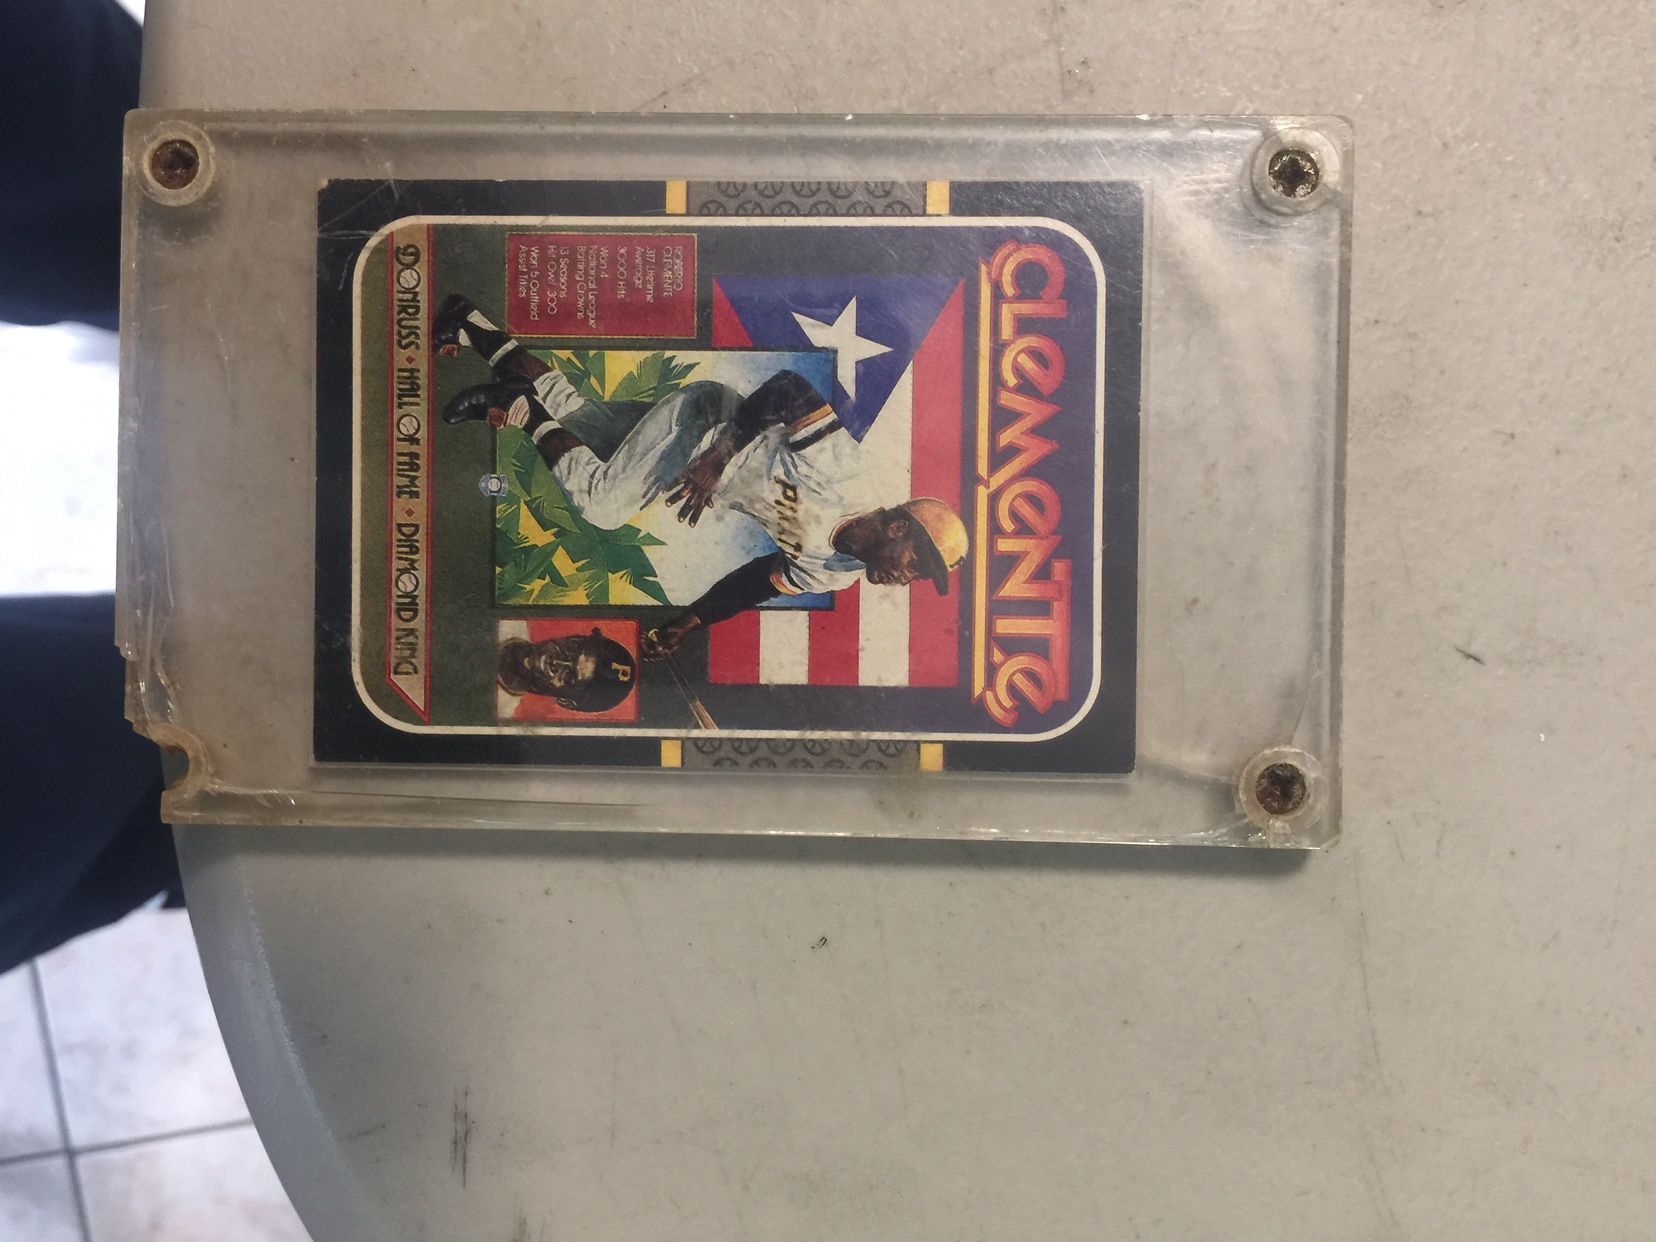 CLEMENTE
ROBERTO
CLEMENTE
.317 Lifetime
Average
3000 Hits
Won 4
National League
Batting Crowns
13 Seasons
Hit Over .300
Won 5 Outfield
Assist Titles
PIRAT
P
DONRUSS • HALL OF FAME • DIAMOND KING